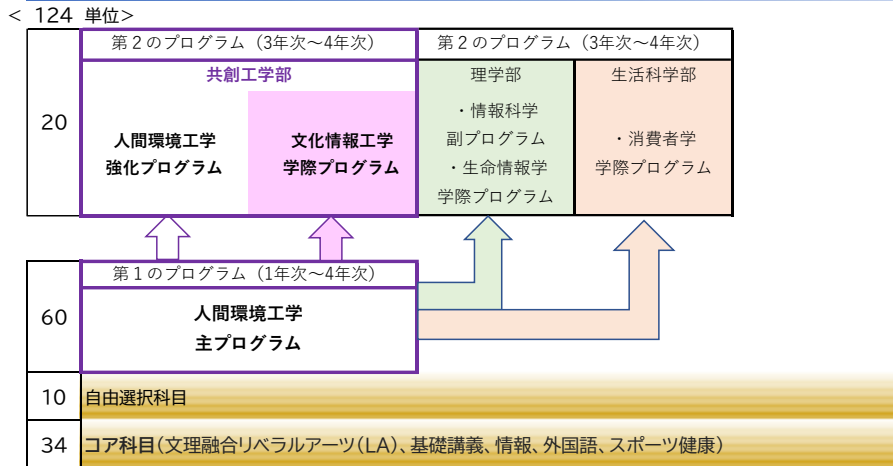 < 124 単位>
第２のプログラム（3年次～4年次）
第２のプログラム（3年次～4年次）
20
共創工学部
人間環境工学
強化プログラム
文化情報工学
学際プログラム
理学部
・情報科学
副プログラム
・生命情報学
学際プログラム
生活科学部
・消費者学
学際プログラム
第１のプログラム（1年次～4年次）
60
人間環境工学
主プログラム
10 自由選択科目
34 コア科目(文理融合リベラルアーツ(LA)、基礎講義、情報、外国語、スポーツ健康)